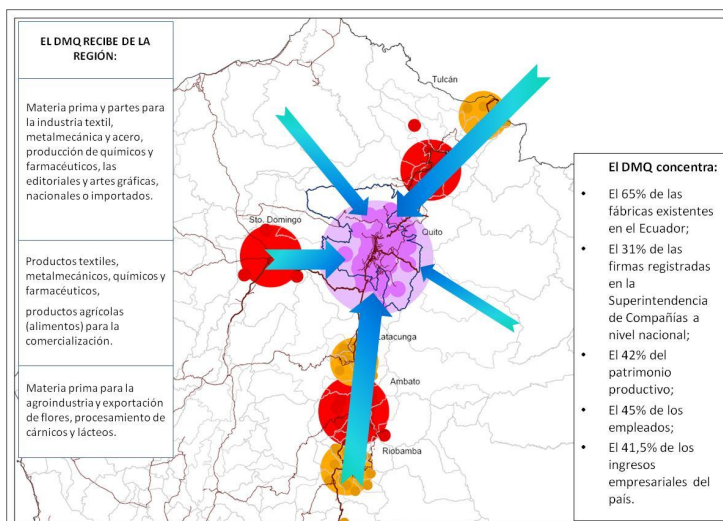 EL DMQ RECIBE DE LA
REGIÓN:
Materia prima y partes para
la industria textil,
metalmecánica y acero,
producción de químicos y
farmacéuticos, las
editoriales y artes gráficas,
nacionales o importados.
Productos textiles,
metalmecánicos, químicos y
farmacéuticos,
productos agrícolas
(alimentos) para la
comercialización.
Materia prima para la
agroindustria y exportación
de flores, procesamiento de
cárnicos y lácteos.
Tulcán
Sto. Domingo
Quito
Latacunga
Ambato
Riobamba
El DMQ concentra:
• El 65% de las
fábricas existentes
en el Ecuador;
• El 31% de las
firmas registradas
en la
Superintendencia
de Compañías a
nivel nacional;
• El 42% del
patrimonio
productivo;
• El 45% de los
empleados;
• El 41,5% de los
ingresos
empresariales del
país.